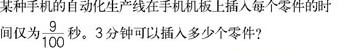 某种手机的自动化生产线在手机机板上插入每个零件的时
间仅为9/100秒。3分钟可以插入多少个零件?